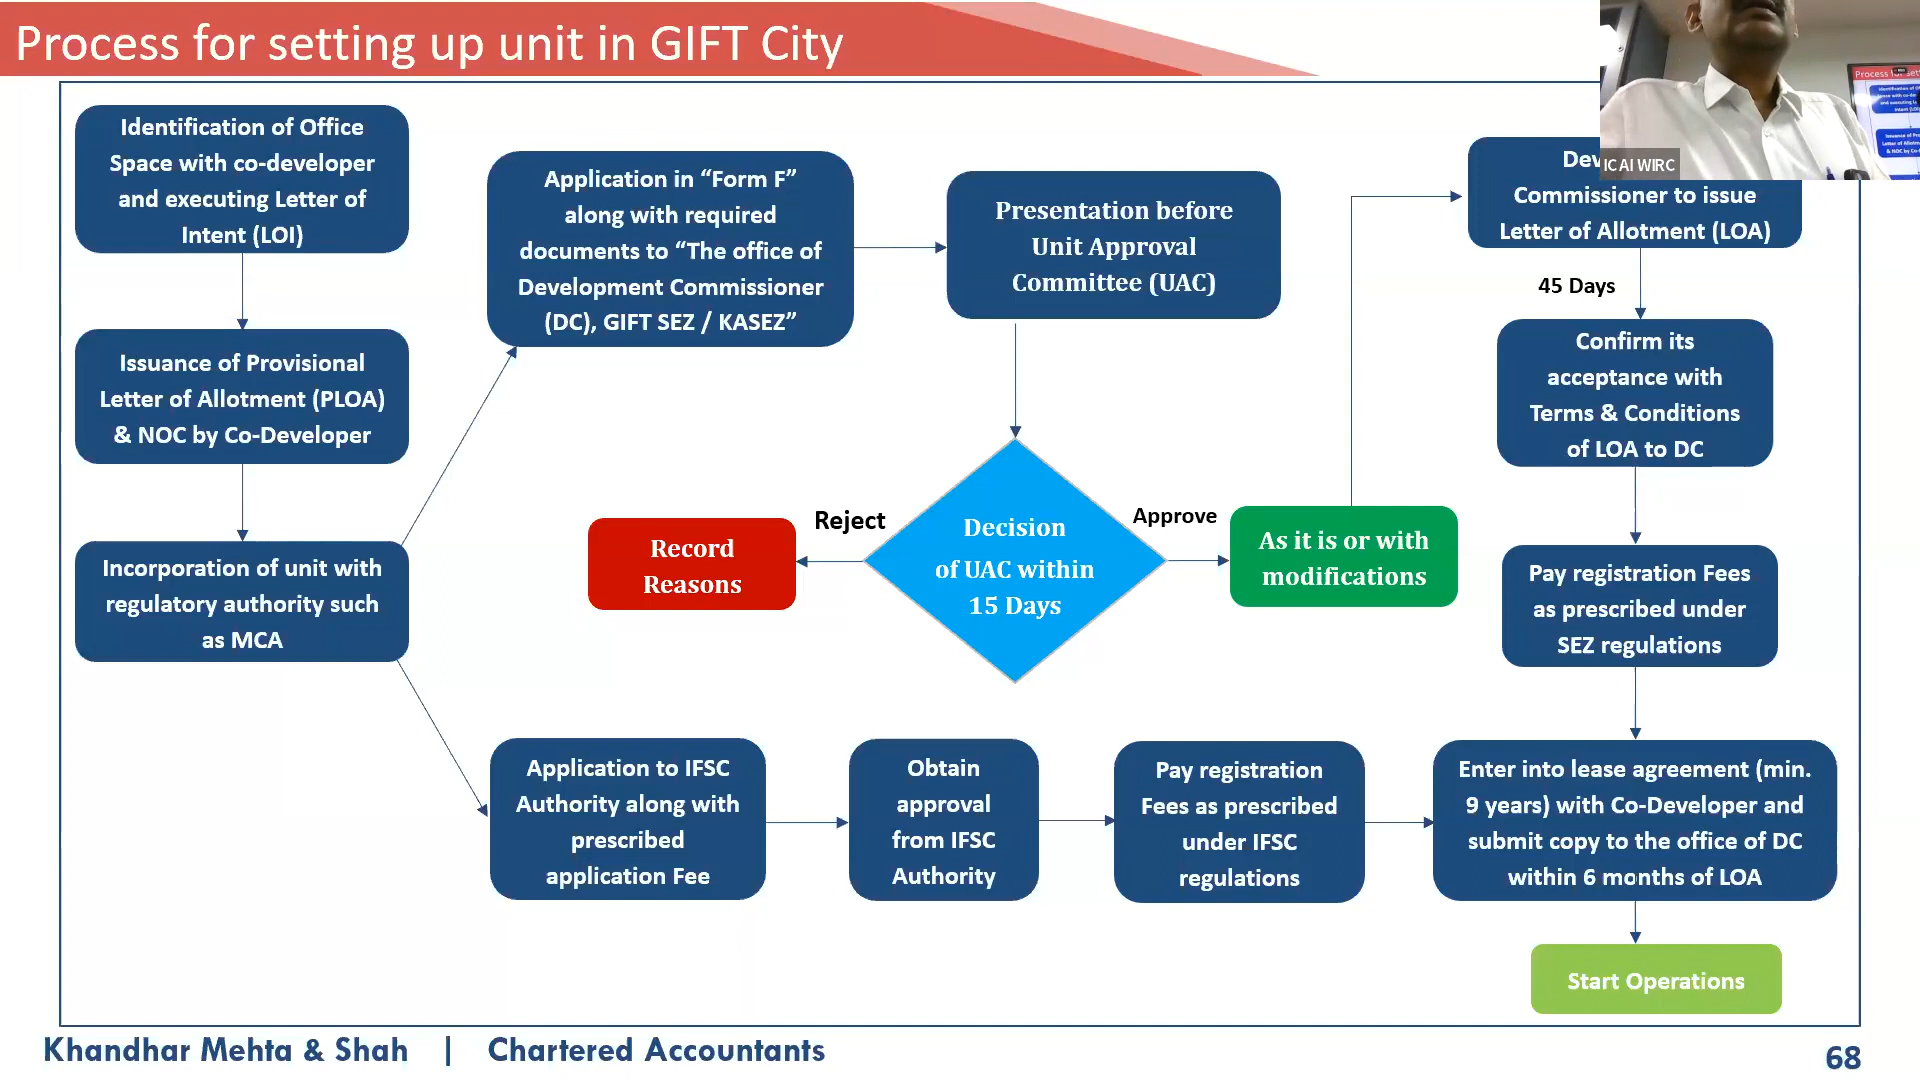 Process for setting up unit in GIFT City
Identification of Office
Space with co-developer
and executing Letter of
Intent (LOI)
Issuance of Provisional
Letter of Allotment (PLOA)
& NOC by Co-Developer
Incorporation of unit with
regulatory authority such
as MCA
Application in “Form F”
along with required
documents to “The office of
Development Commissioner
(DC), GIFT SEZ / KASEZ”
Presentation before
Unit Approval
Committee (UAC)
Decision
of UAC within
15 Days
Reject
Record
Reasons
Approve
As it is or with
modifications
Commissioner to issue
Letter of Allotment (LOA)
45 Days
Confirm its
acceptance with
Terms & Conditions
of LOA to DC
Pay registration Fees
as prescribed under
SEZ regulations
Application to IFSC
Authority along with
prescribed
application Fee
Obtain
approval
from IFSC
Authority
Pay registration
Fees as prescribed
under IFSC
regulations
Enter into lease agreement (min.
9 years) with Co-Developer and
submit copy to the office of DC
within 6 months of LOA
Start Operations
ICAI WIRC
Khandhar Mehta & Shah | Chartered Accountants
68